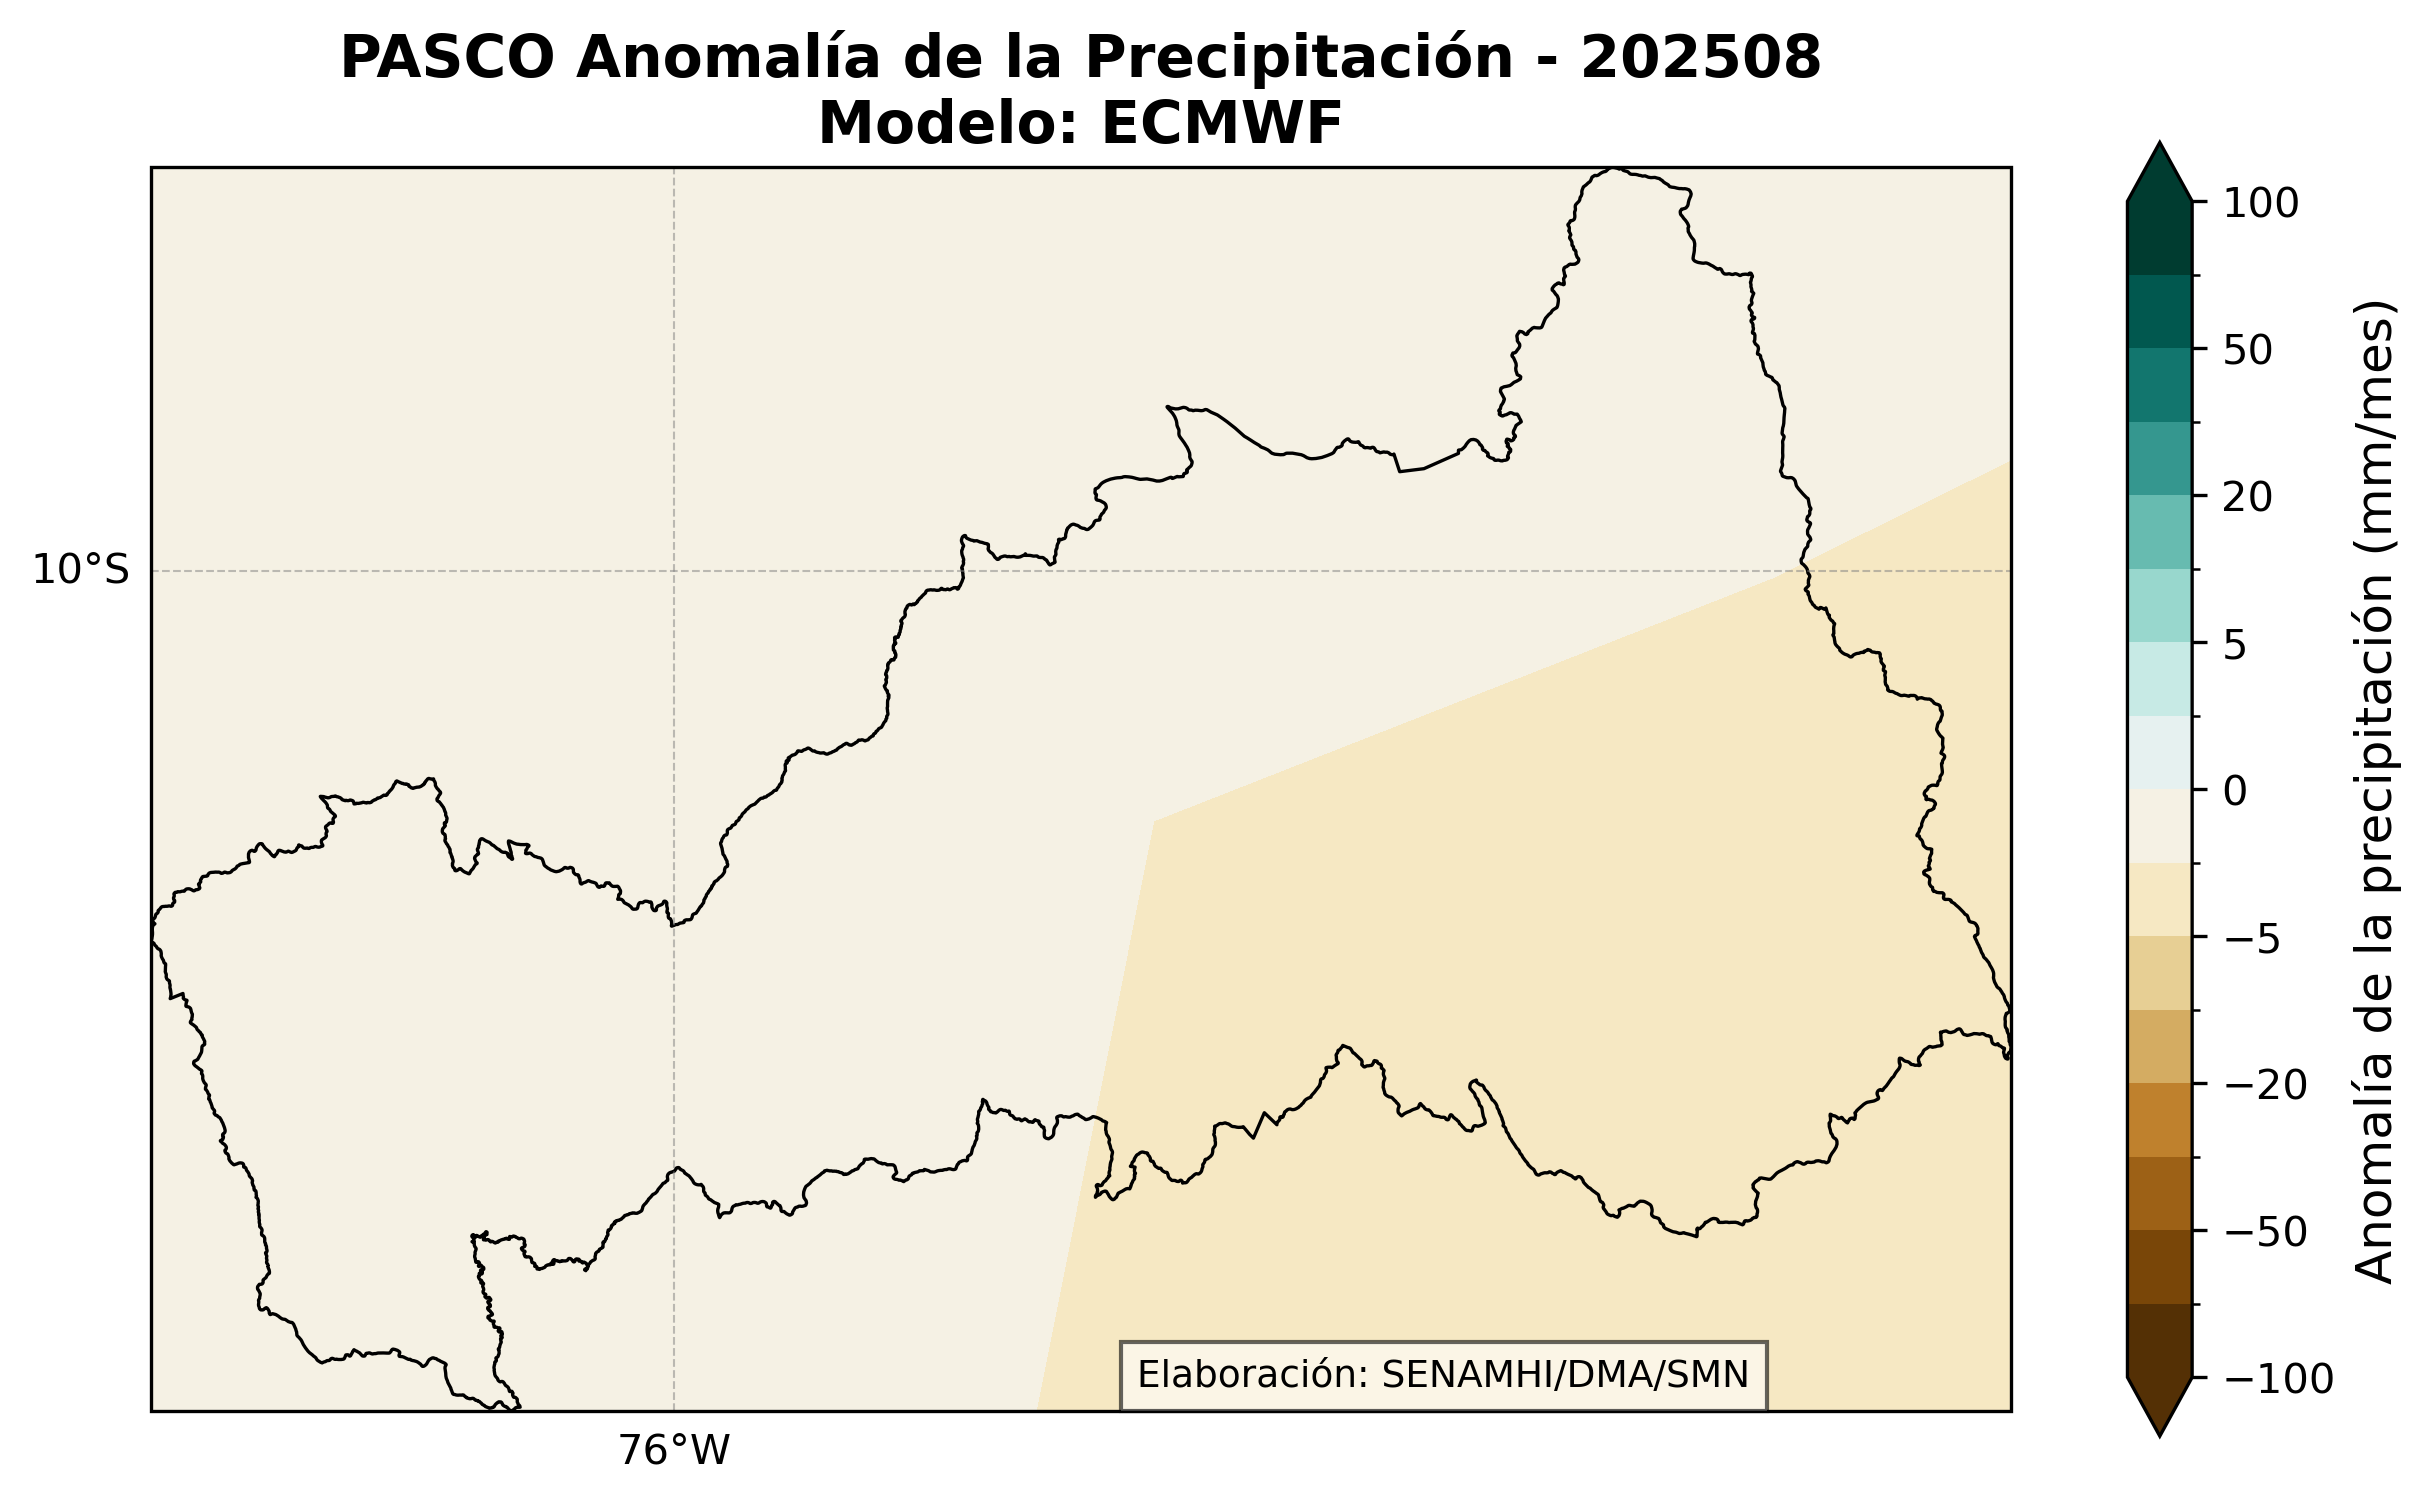 PASCO Anomalía de la Precipitación - 202508
Modelo: ECMWF
10°S
76°W
Elaboración: SENAMHI/DMA/SMN
100
50
20
5
0
−5
−20
−50
−100
Anomalía de la precipitación (mm/mes)